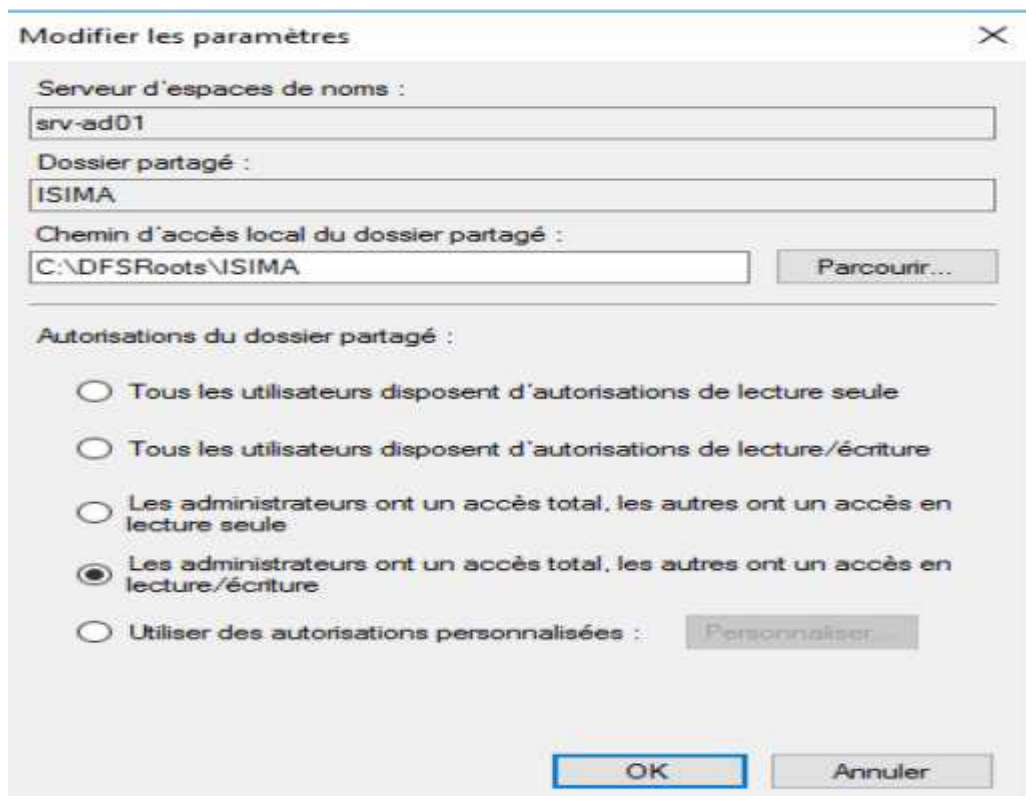 Modifier les paramètres
Serveur d'espaces de noms :
srv-ad01
Dossier partagé :
ISIMA
Chemin d'accès local du dossier partagé :
C:\DFSRoots\ISIMA
Parcourir...
Autorisations du dossier partagé :
Tous les utilisateurs disposent d'autorisations de lecture seule
Tous les utilisateurs disposent d'autorisations de lecture/écriture
Les administrateurs ont un accès total, les autres ont un accès en
lecture seule
Les administrateurs ont un accès total, les autres ont un accès en
lecture/écriture
Utiliser des autorisations personnalisées :
Personnaliser...
OK
Annuler